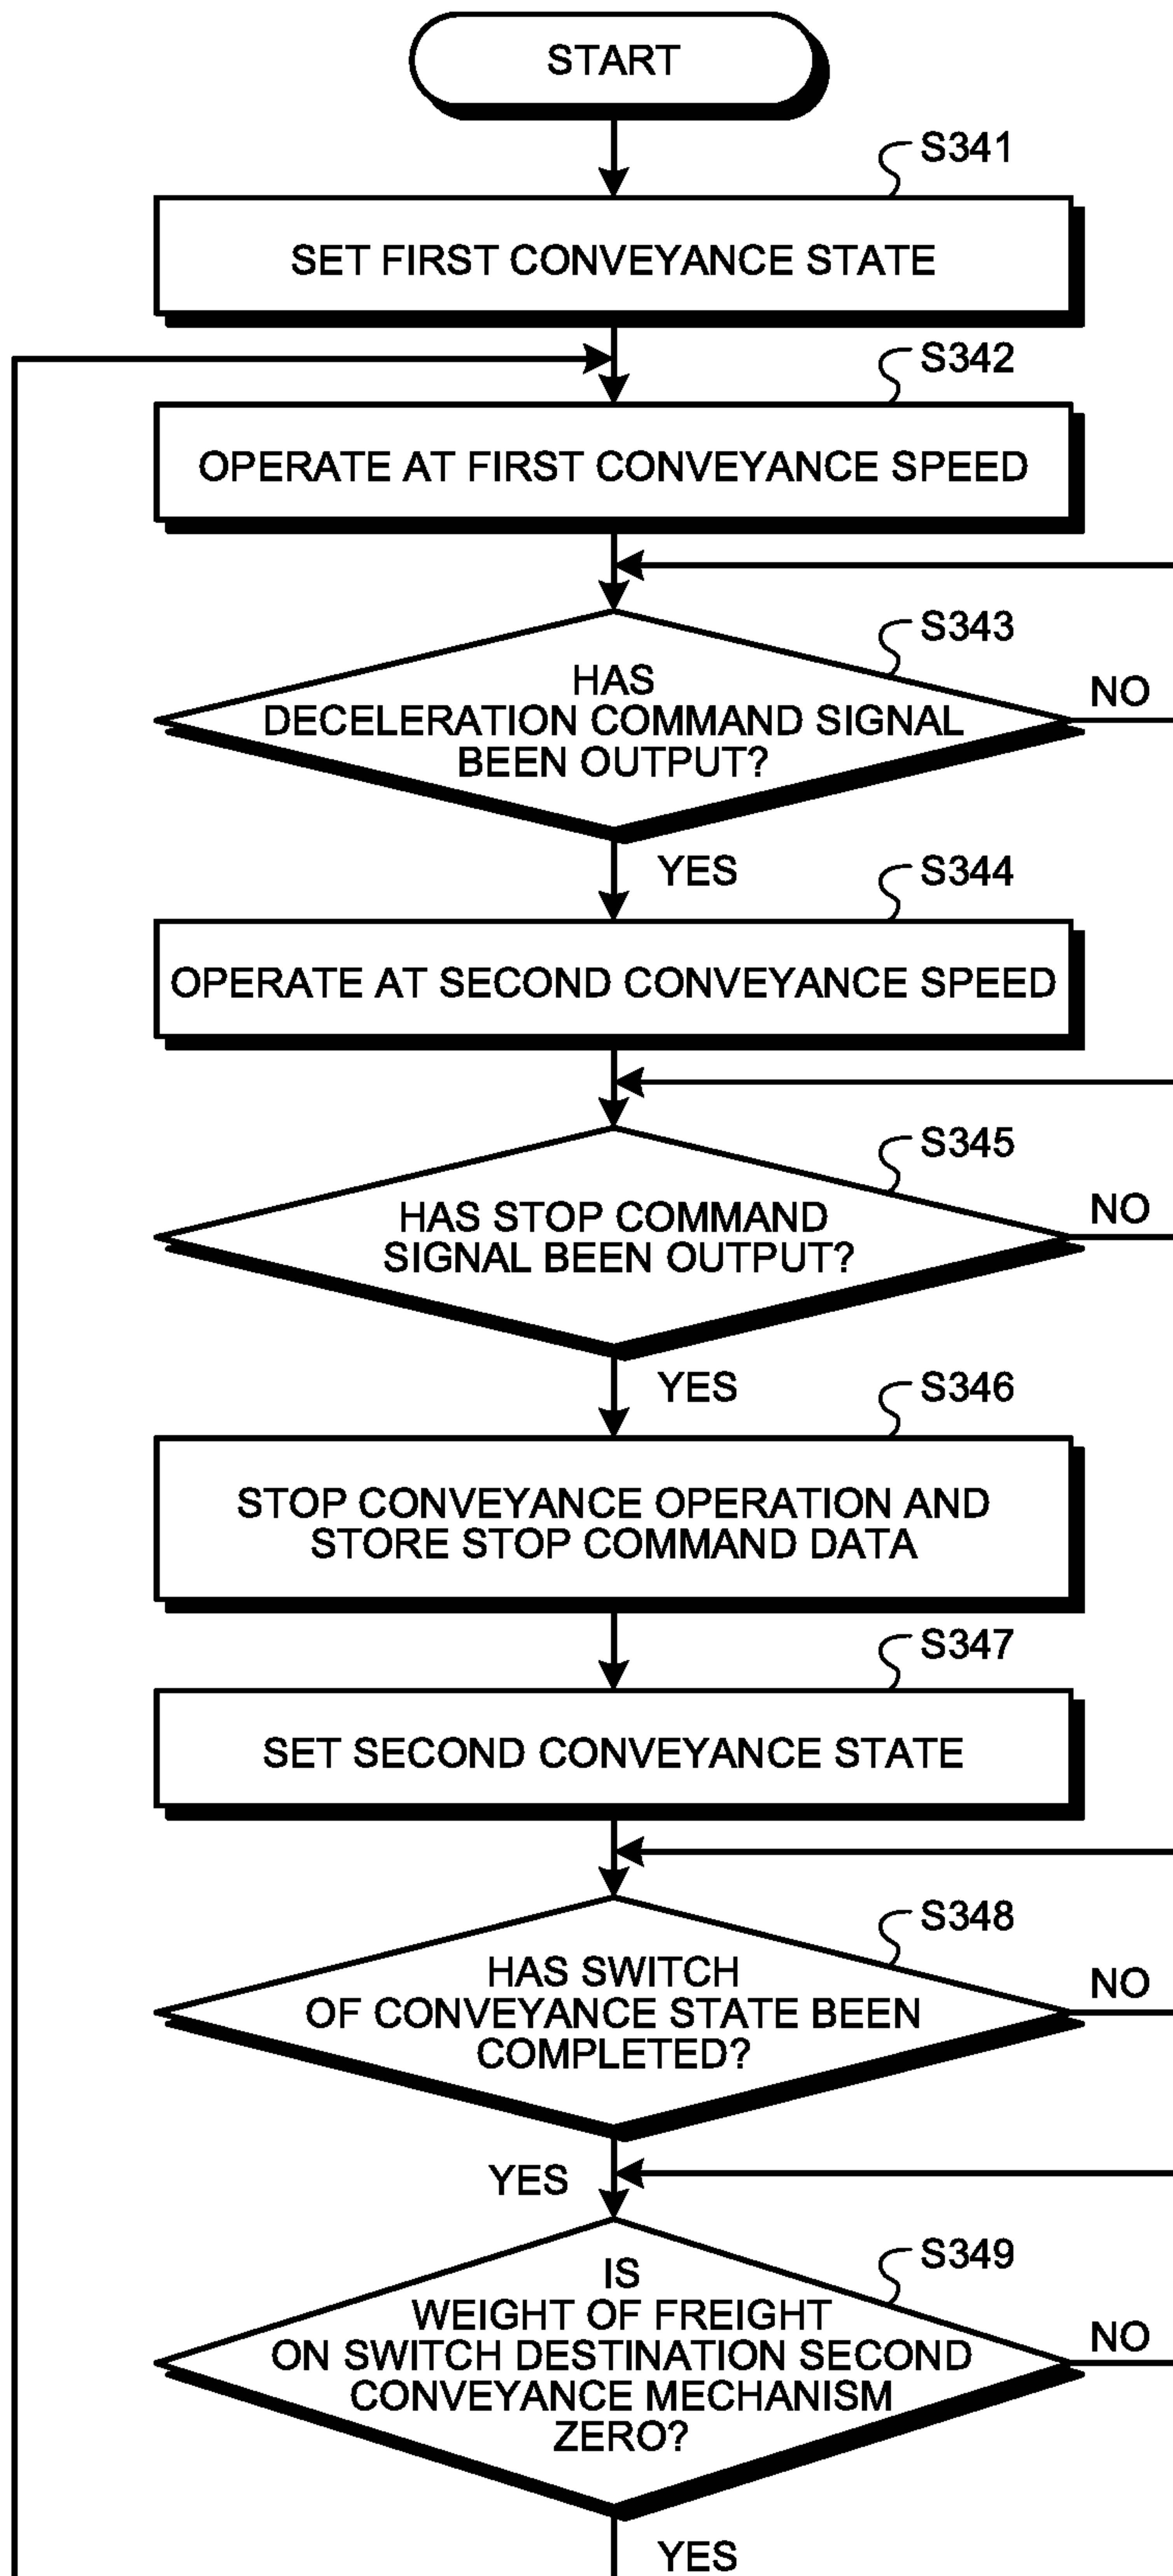 START
S341
SET FIRST CONVEYANCE STATE
S342
OPERATE AT FIRST CONVEYANCE SPEED
S343
HAS
DECELERATION COMMAND SIGNAL
BEEN OUTPUT?
NO
YES
S344
OPERATE AT SECOND CONVEYANCE SPEED
S345
HAS STOP COMMAND
SIGNAL BEEN OUTPUT?
NO
YES
S346
STOP CONVEYANCE OPERATION AND
STORE STOP COMMAND DATA
S347
SET SECOND CONVEYANCE STATE
S348
HAS SWITCH
OF CONVEYANCE STATE BEEN
COMPLETED?
NO
YES
S349
IS
WEIGHT OF FREIGHT
ON SWITCH DESTINATION SECOND
CONVEYANCE MECHANISM
ZERO?
NO
YES